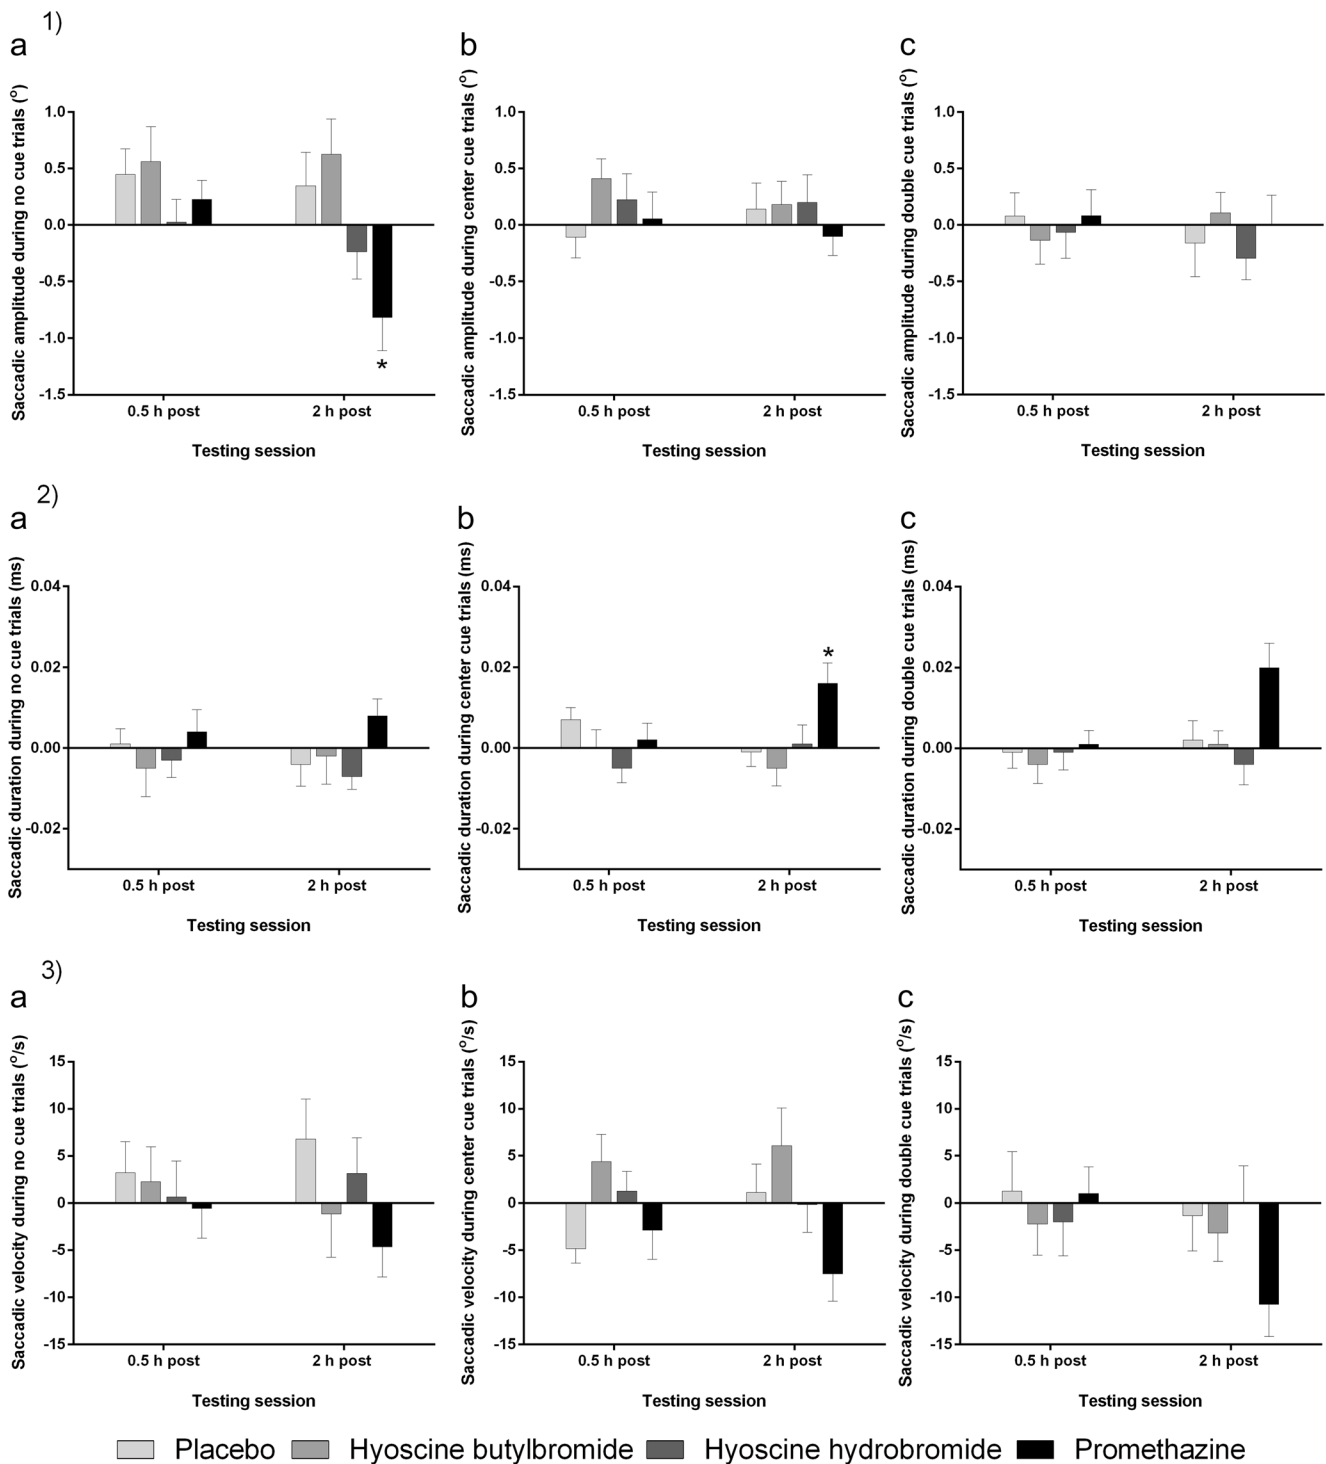 1)
a
Saccadic amplitude during no cue trials (°)
1.0
0.5
0.0
-0.5
-1.0
-1.5
*
0.5 h post
2 h post
Testing session
b
Saccadic amplitude during center cue trials (°)
1.0
0.5
0.0
-0.5
-1.0
-1.5
0.5 h post
2 h post
Testing session
c
Saccadic amplitude during double cue trials (°)
1.0
0.5
0.0
-0.5
-1.0
-1.5
0.5 h post
2 h post
Testing session
2)
a
Saccadic duration during no cue trials (ms)
0.04
0.02
0.00
-0.02
0.5 h post
2 h post
Testing session
b
Saccadic duration during center cue trials (ms)
0.04
0.02
0.00
-0.02
*
0.5 h post
2 h post
Testing session
c
Saccadic duration during double cue trials (ms)
0.04
0.02
0.00
-0.02
0.5 h post
2 h post
Testing session
3)
a
Saccadic velocity during no cue trials (°/s)
15
10
5
0
-5
-10
-15
0.5 h post
2 h post
Testing session
b
Saccadic velocity during center cue trials (°/s)
15
10
5
0
-5
-10
-15
0.5 h post
2 h post
Testing session
c
Saccadic velocity during double cue trials (°/s)
15
10
5
0
-5
-10
-15
0.5 h post
2 h post
Testing session
Placebo
Hyoscine butylbromide
Hyoscine hydrobromide
Promethazine